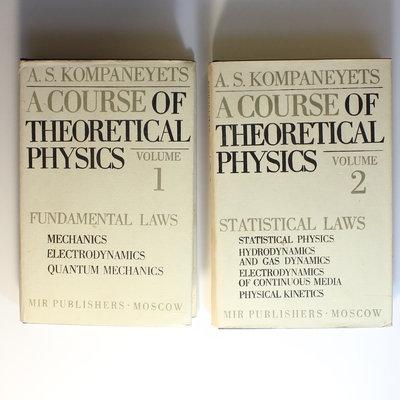 A. S. KOMPANEYETS
A COURSE OF
THEORETICAL
PHYSICS VOLUME
1
FUNDAMENTAL LAWS
MECHANICS
ELECTRODYNAMICS
QUANTUM MECHANICS
MIR PUBLISHERS · MOSCOW
A. S. KOMPANEYETS
A COURSE OF
THEORETICAL
PHYSICS VOLUME
2
STATISTICAL LAWS
STATISTICAL PHYSICS
HYDRODYNAMICS
AND GAS DYNAMICS
ELECTRODYNAMICS
OF CONTINUOUS MEDIA
PHYSICAL KINETICS
MIR PUBLISHERS · MOSCOW